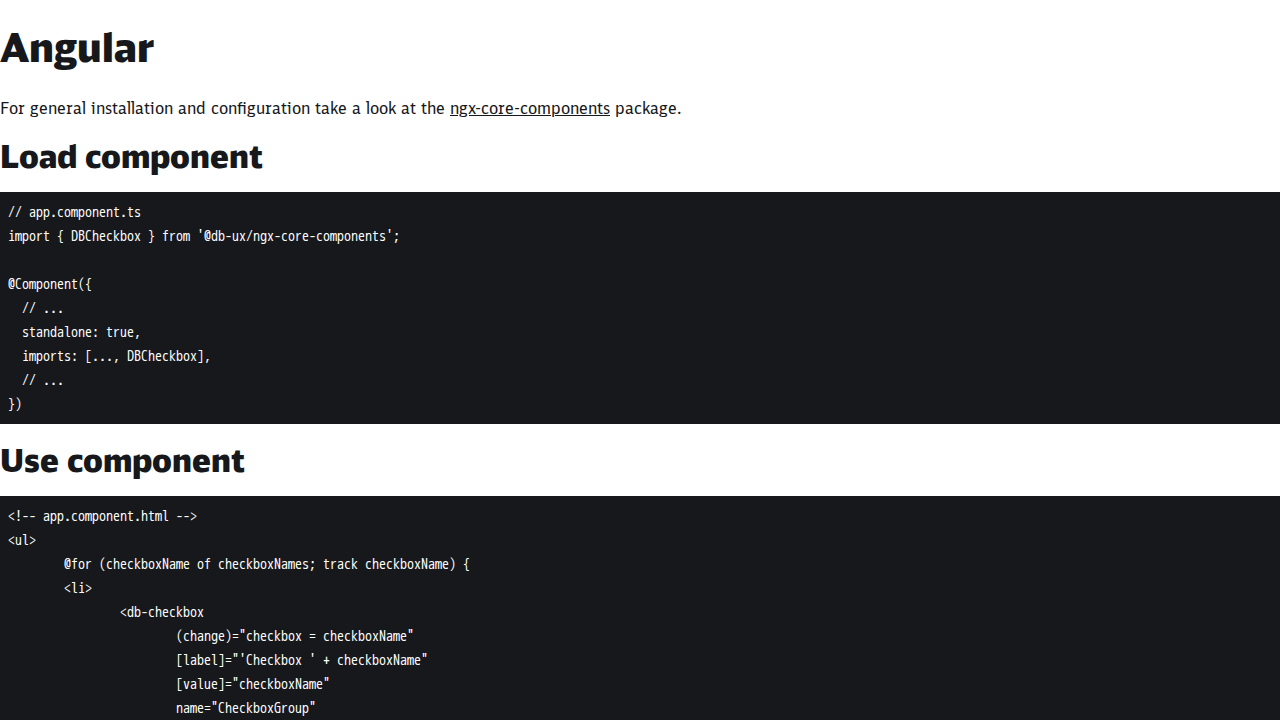 Angular
For general installation and configuration take a look at the ngx-core-components package.
Load component
// app.component.ts
import { DBCheckbox } from '@db-ux/ngx-core-components';
@Component({
  // ...
  standalone: true,
  imports: [..., DBCheckbox],
  // ...
})
Use component
<!-- app.component.html -->
<ul>
	@for (checkboxName of checkboxNames; track checkboxName) {
	<li>
		<db-checkbox
			(change)="checkbox = checkboxName"
			[label]="'Checkbox ' + checkboxName"
			[value]="checkboxName"
			name="CheckboxGroup"